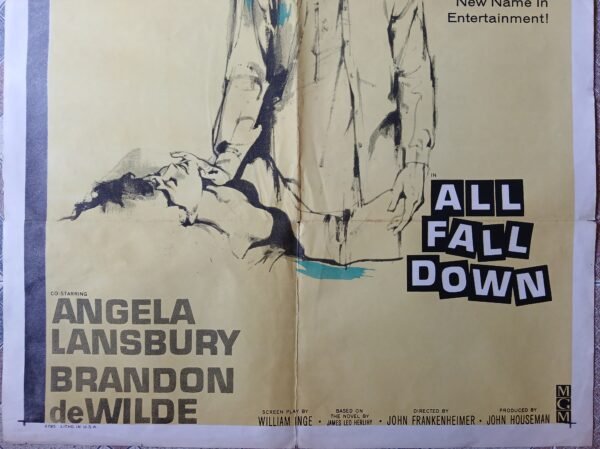 New Name In
Entertainment!
IN
ALL
FALL
DOWN
CO-STARRING
ANGELA
LANSBURY
BRANDON
deWILDE
SCREEN PLAY BY
WILLIAM INGE •
BASED ON
THE NOVEL BY
JAMES LEO HERLIHY
DIRECTED BY
• JOHN FRANKENHEIMER •
PRODUCED BY
JOHN HOUSEMAN
MGM
LITHO IN U.S.A.